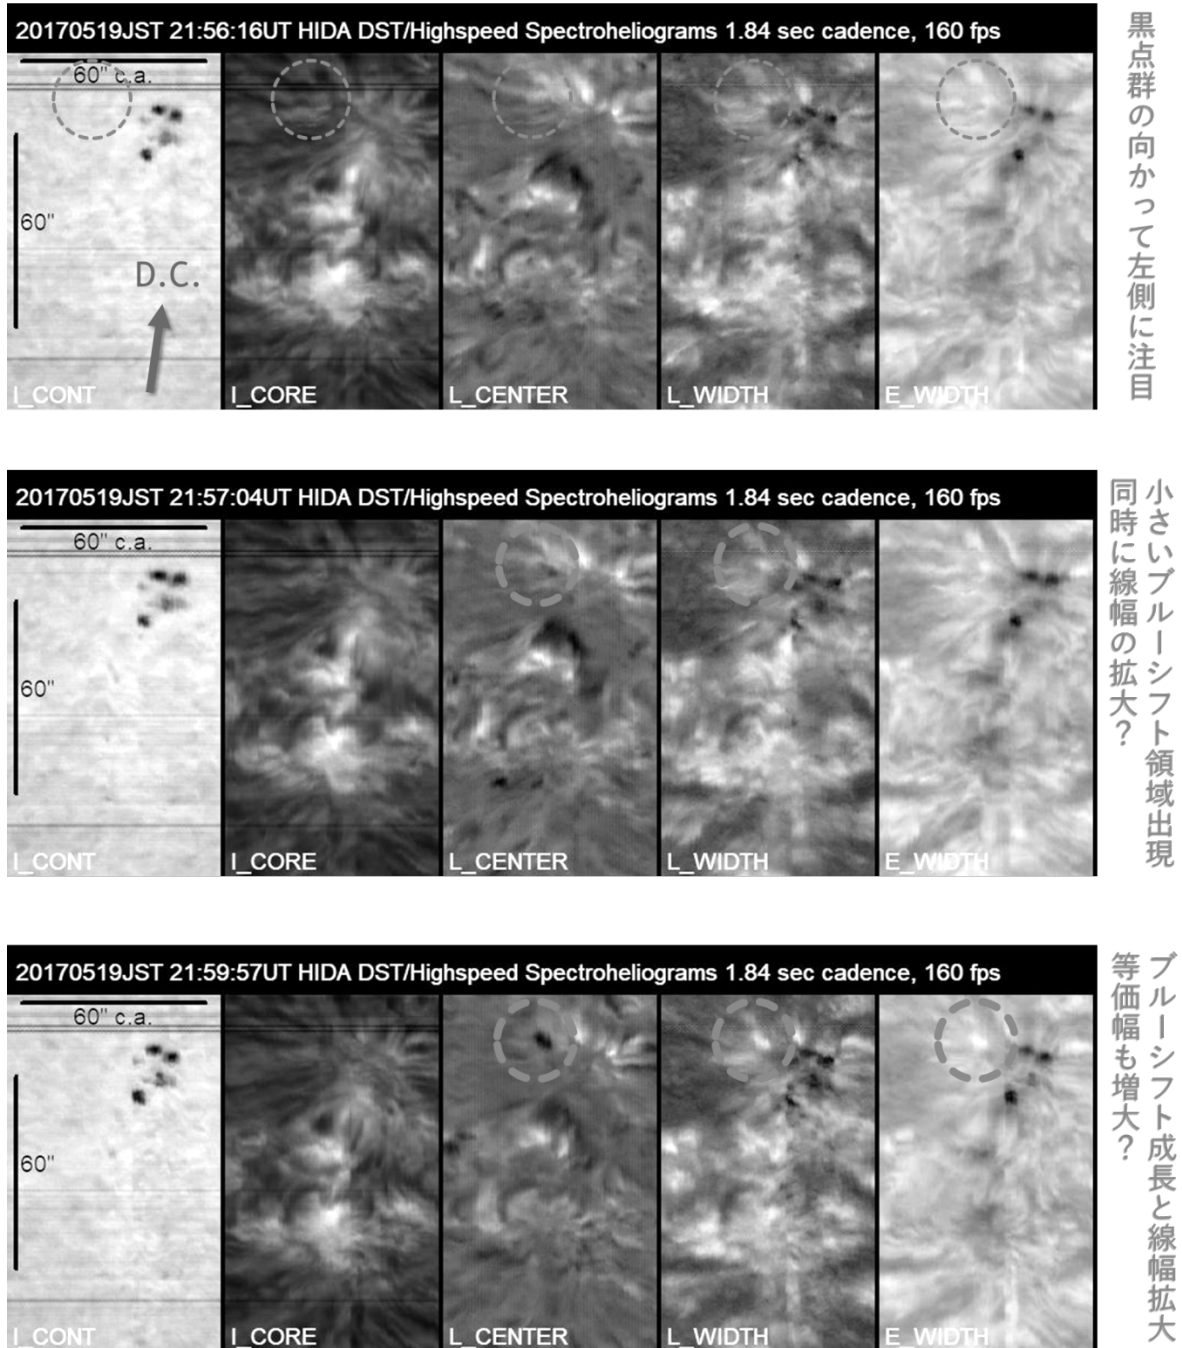 20170519JST 21:56:16UT HIDA DST/Highspeed Spectroheliograms 1.84 sec cadence, 160 fps
60" c.a.
60"
D.C.
I_CONT
I_CORE
L_CENTER
L_WIDTH
E_WIDTH
黒点群の向かって左側に注目
20170519JST 21:57:04UT HIDA DST/Highspeed Spectroheliograms 1.84 sec cadence, 160 fps
60" c.a.
60"
I_CONT
I_CORE
L_CENTER
L_WIDTH
E_WIDTH
小さいブルーシフト領域出現
同時に線幅の拡大？
20170519JST 21:59:57UT HIDA DST/Highspeed Spectroheliograms 1.84 sec cadence, 160 fps
60" c.a.
60"
I_CONT
I_CORE
L_CENTER
L_WIDTH
E_WIDTH
ブルーシフト成長と線幅拡大
等価幅も増大？